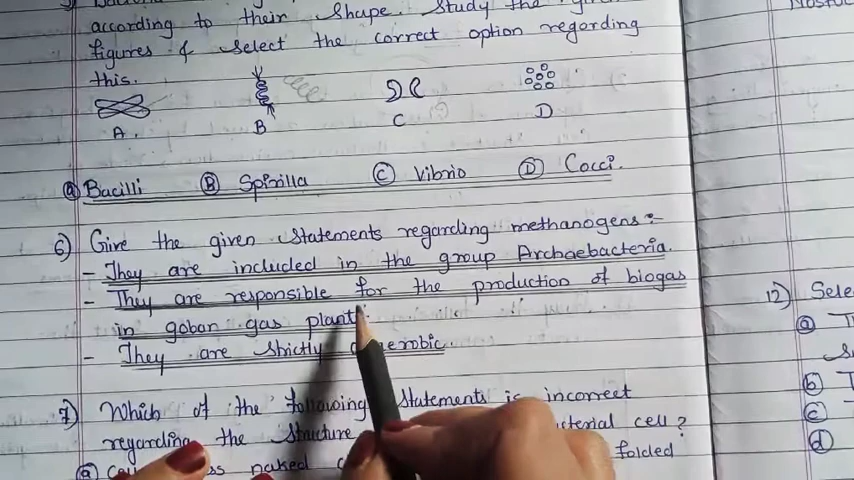 according to their shape. Study the
figures & select the correct option regarding
this.
A. B C D
ⓐ Bacilli Ⓑ Spirilla Ⓒ Vibrio Ⓓ Cocci.
6) Give the given statements regarding methanogens?
- They are included in the group Archaebacteria.
- They are responsible for the production of biogas
in gobar gas plant.
- They are strictly
7) Which of the following statements is incorrect
regarding the structure cell?
ⓐ naked folded
12) Sele
ⓐ
ⓑ
ⓒ
ⓓ